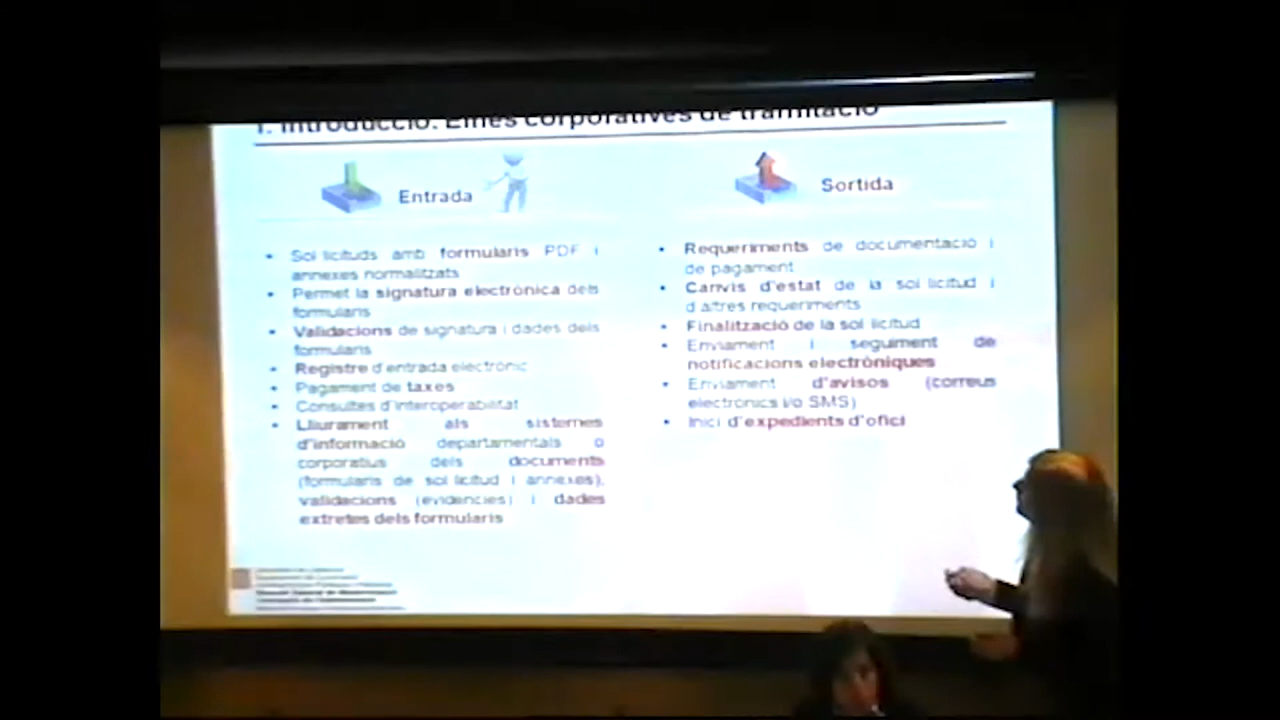 1. Introducció. Eines corporatives de tramitació
Entrada
• Sol·licituds amb formularis PDF i
annexes normalitzats
• Permet la signatura electrònica dels
formularis
• Validacions de signatura i dades dels
formularis
• Registre d'entrada electrònic
• Pagament de taxes
• Consultes d'interoperabilitat
• Lliurament als sistemes
d'informació departamentals o
corporatius dels documents
(formularis de sol·licitud i annexes),
validacions (evidències) i dades
extretes dels formularis
Sortida
• Requeriments de documentació i
de pagament
• Canvis d'estat de la sol·licitud i
d'altres requeriments
• Finalització de la sol·licitud
• Enviament i seguiment de
notificacions electròniques
• Enviament d'avisos (correus
electrònics i/o SMS)
• Inici d'expedients d'ofici